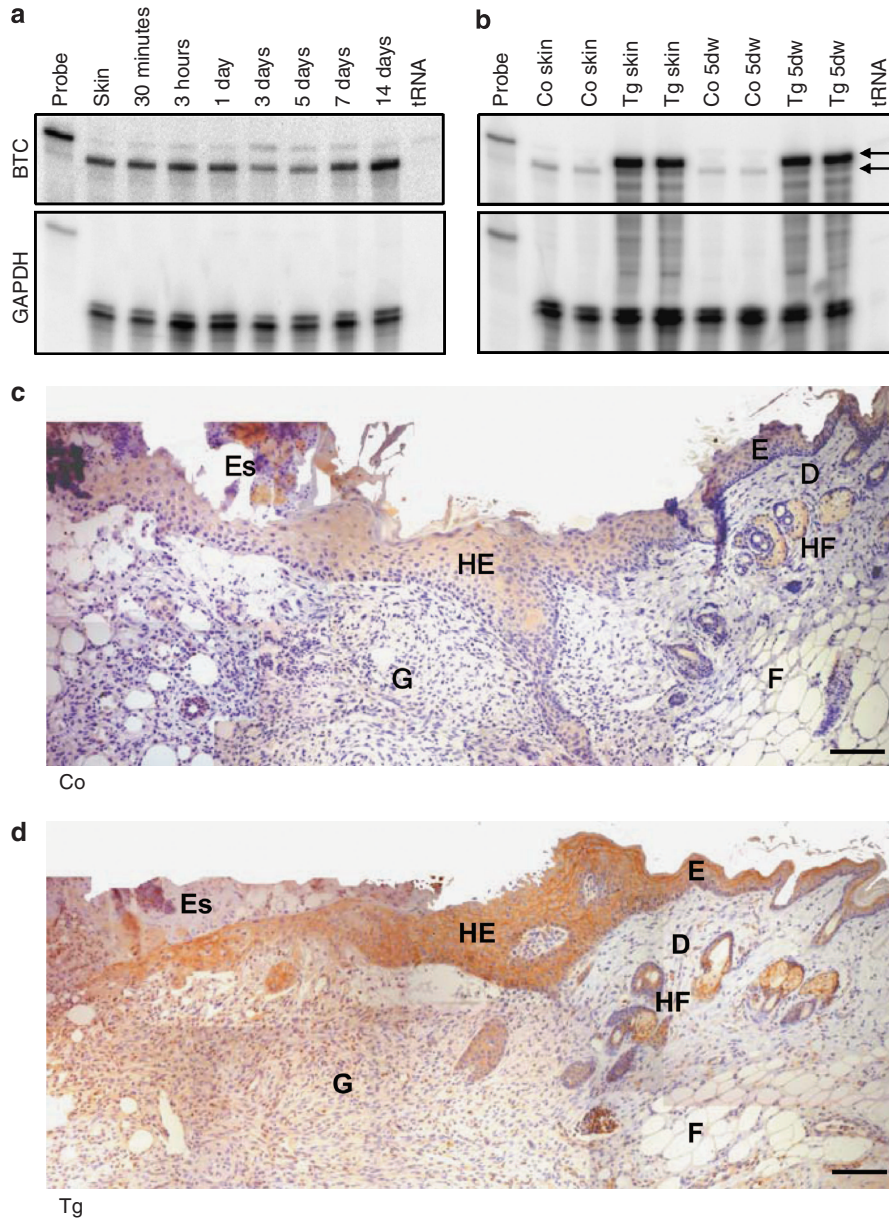 a
Probe
Skin
30 minutes
3 hours
1 day
3 days
5 days
7 days
14 days
tRNA
BTC
GAPDH
b
Probe
Co skin
Co skin
Tg skin
Tg skin
Co 5dw
Co 5dw
Tg 5dw
Tg 5dw
tRNA
c
Es
E
D
HF
HE
G
F
Co
d
Es
E
HE
D
HF
G
F
Tg